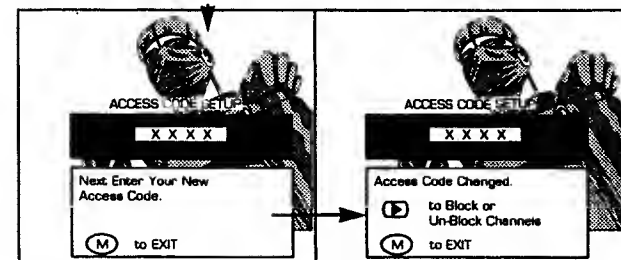 ACCESS CODE SETUP
X X X X
Next Enter Your New
Access Code.
M to EXIT
ACCESS CODE SETUP
X X X X
Access Code Changed.
to Block or
Un-Block Channels
M to EXIT